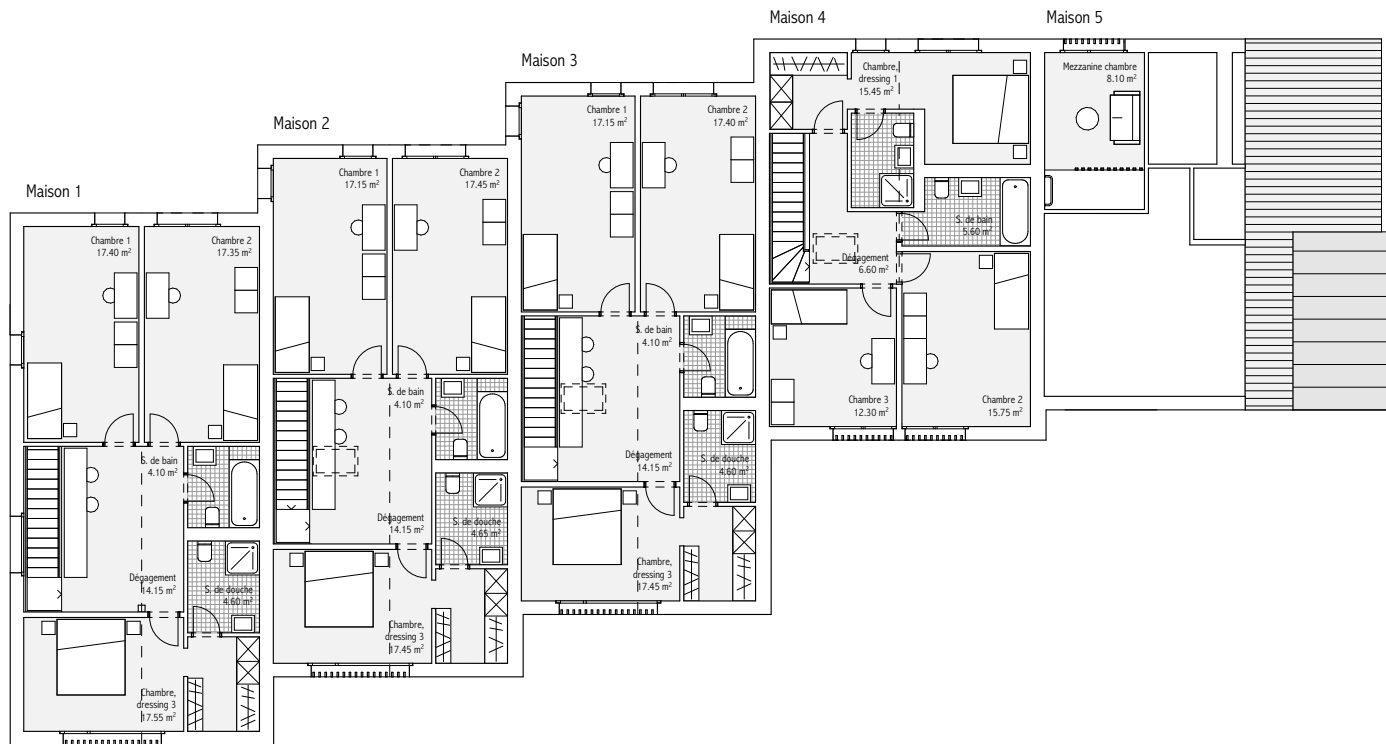 Maison 1
Chambre 1
17.40 m²
Chambre 2
17.35 m²
S. de bain
4.10 m²
Dégagement
14.15 m²
S. de douche
4.60 m²
Chambre,
dressing 3
17.55 m²
Maison 2
Chambre 1
17.15 m²
Chambre 2
17.45 m²
S. de bain
4.10 m²
Dégagement
14.15 m²
S. de douche
4.65 m²
Chambre,
dressing 3
17.45 m²
Maison 3
Chambre 1
17.15 m²
Chambre 2
17.40 m²
S. de bain
4.10 m²
Dégagement
14.15 m²
S. de douche
4.60 m²
Chambre,
dressing 3
17.45 m²
Maison 4
Chambre,
dressing 1
15.45 m²
S. de bain
5.60 m²
Dégagement
6.60 m²
Chambre 3
12.30 m²
Chambre 2
15.75 m²
Maison 5
Mezzanine chambre
8.10 m²